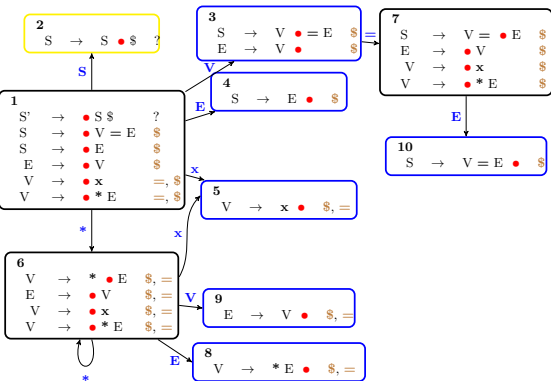 2
S → S • $ ?
S
1
S' → • S $ ?
S → • V = E $
S → • E $
E → • V $
V → • x =, $
V → • * E =, $
3
S → V • = E $
E → V • $
V
4
S → E • $
E
=
7
S → V = • E $
E → • V $
V → • x $
V → • * E $
E
10
S → V = E • $
x
5
V → x • $, =
x
*
6
V → * • E $, =
E → • V $, =
V → • x $, =
V → • * E $, =
V
9
E → V • $, =
E
8
V → * E • $, =
*